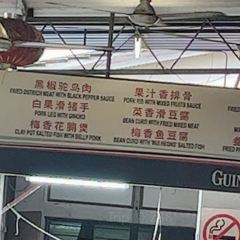 黑椒驼鸟肉
FRIED OSTRICH MEAT WITH BLACK PEPPER SAUCE
白果滑猪手
PORK LEG WITH GINGKO
梅香花腩煲
CLAY POT SALTED FISH WITH BELLY PORK
果汁香排骨
PORK RIB WITH MIXED FRUITS SAUCE
菜香滑豆腐
BEAN CURD WITH FRIED MIXED MEAT
梅香鱼豆腐
BEAN CURD WITH 'MUI HEONG' SALTED FISH
GUIN